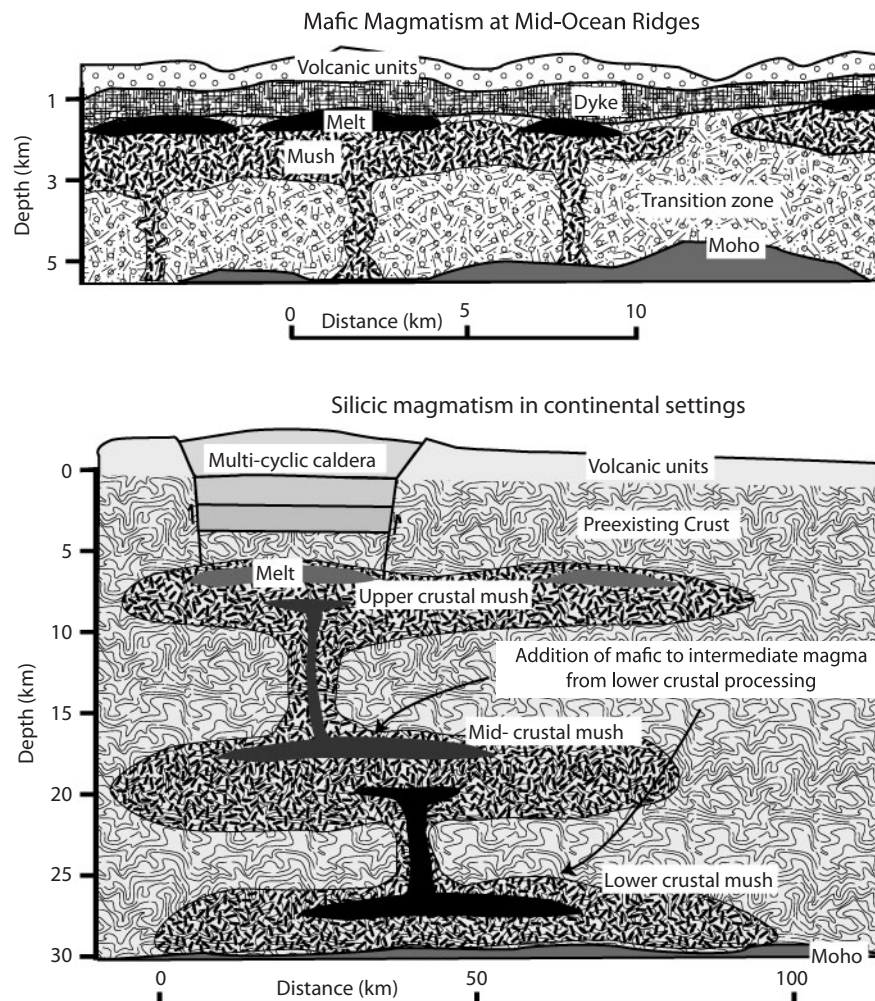 Mafic Magmatism at Mid-Ocean Ridges
Volcanic units
Dyke
Melt
Mush
Transition zone
Moho
Depth (km)
1
3
5
0
5
10
Distance (km)
Silicic magmatism in continental settings
Multi-cyclic caldera
Volcanic units
Preexisting Crust
Melt
Upper crustal mush
Addition of mafic to intermediate magma
from lower crustal processing
Mid- crustal mush
Lower crustal mush
Moho
Depth (km)
0
5
10
15
20
25
30
0
50
100
Distance (km)